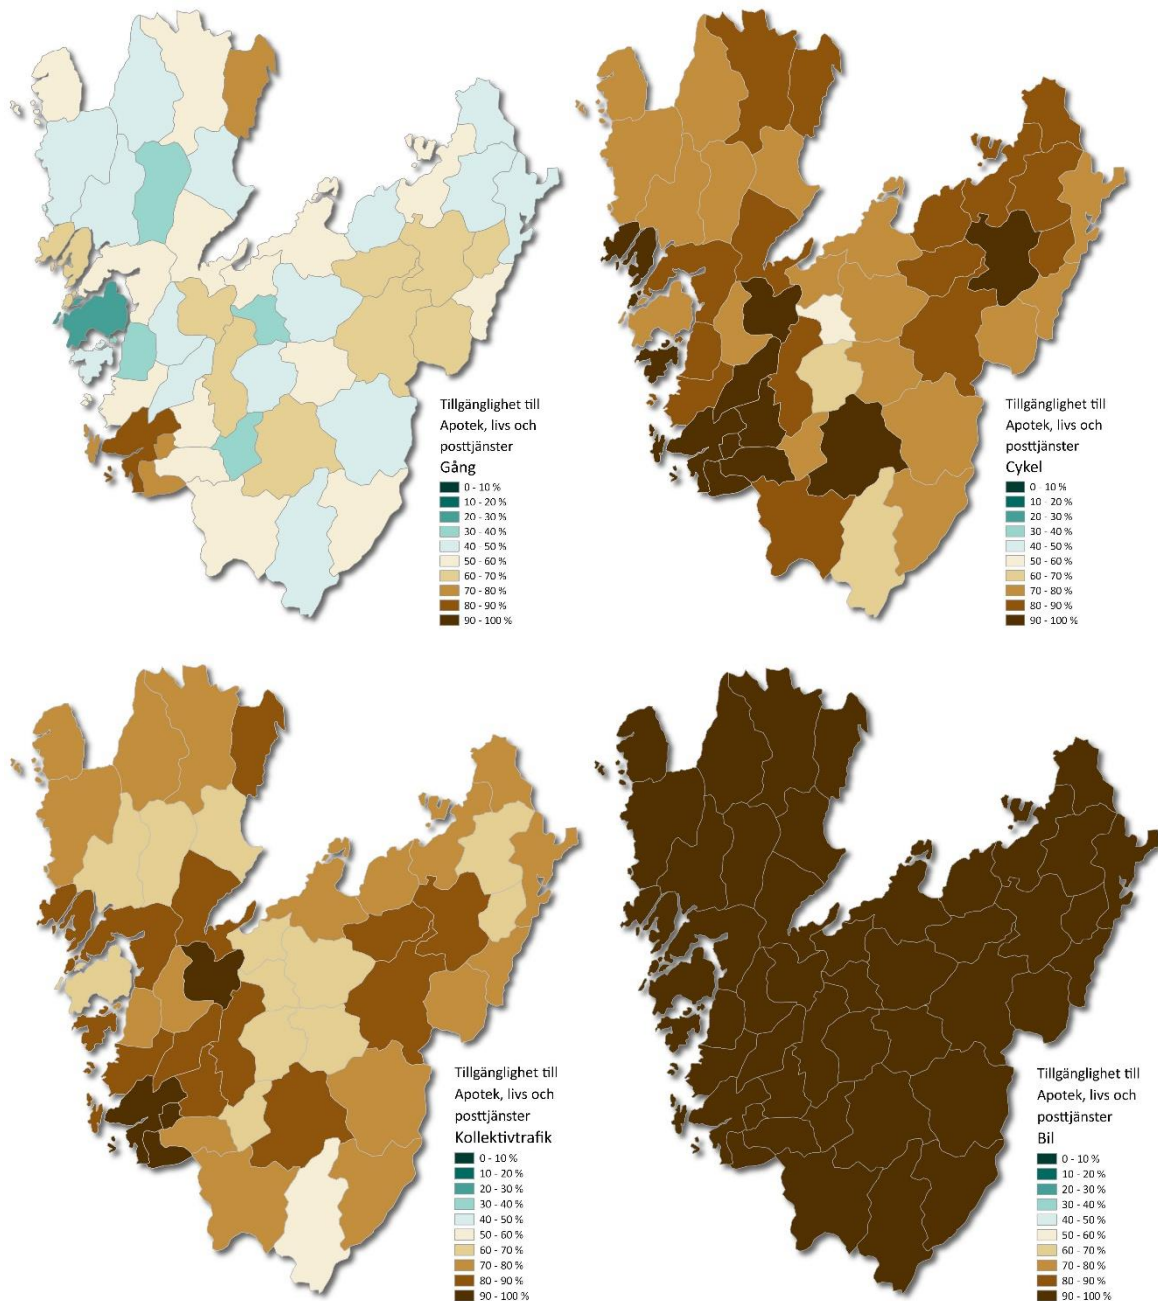 Tillgänglighet till
Apotek, livs och
posttjänster
Gång
0 - 10 %
10 - 20 %
20 - 30 %
30 - 40 %
40 - 50 %
50 - 60 %
60 - 70 %
70 - 80 %
80 - 90 %
90 - 100 %
Tillgänglighet till
Apotek, livs och
posttjänster
Cykel
0 - 10 %
10 - 20 %
20 - 30 %
30 - 40 %
40 - 50 %
50 - 60 %
60 - 70 %
70 - 80 %
80 - 90 %
90 - 100 %
Tillgänglighet till
Apotek, livs och
posttjänster
Kollektivtrafik
0 - 10 %
10 - 20 %
20 - 30 %
30 - 40 %
40 - 50 %
50 - 60 %
60 - 70 %
70 - 80 %
80 - 90 %
90 - 100 %
Tillgänglighet till
Apotek, livs och
posttjänster
Bil
0 - 10 %
10 - 20 %
20 - 30 %
30 - 40 %
40 - 50 %
50 - 60 %
60 - 70 %
70 - 80 %
80 - 90 %
90 - 100 %